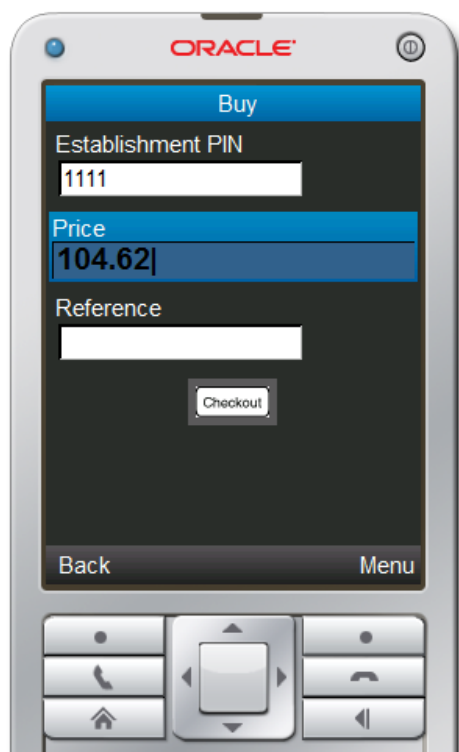 ORACLE
Buy
Establishment PIN
1111
Price
104.62
Reference
Checkout
Back
Menu